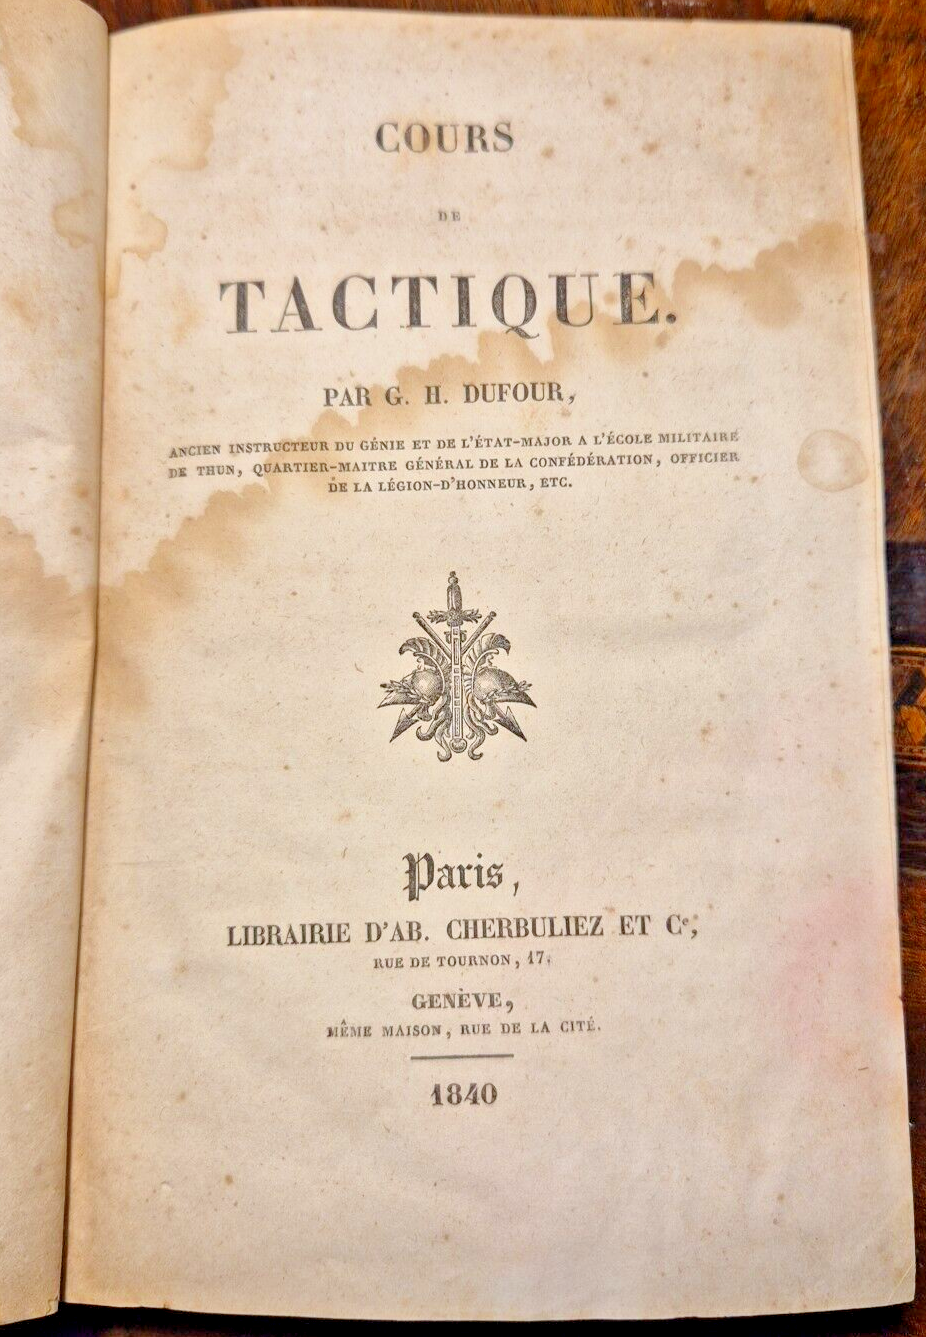 COURS
DE
TACTIQUE.
PAR G. H. DUFOUR,
ANCIEN INSTRUCTEUR DU GÉNIE ET DE L'ÉTAT-MAJOR A L'ÉCOLE MILITAIRE
DE THUN, QUARTIER-MAITRE GÉNÉRAL DE LA CONFÉDÉRATION, OFFICIER
DE LA LÉGION-D'HONNEUR, ETC.
Paris,
LIBRAIRIE D'AB. CHERBULIEZ ET Ce,
RUE DE TOURNON, 17.
GENÈVE,
MÊME MAISON, RUE DE LA CITÉ.
1840